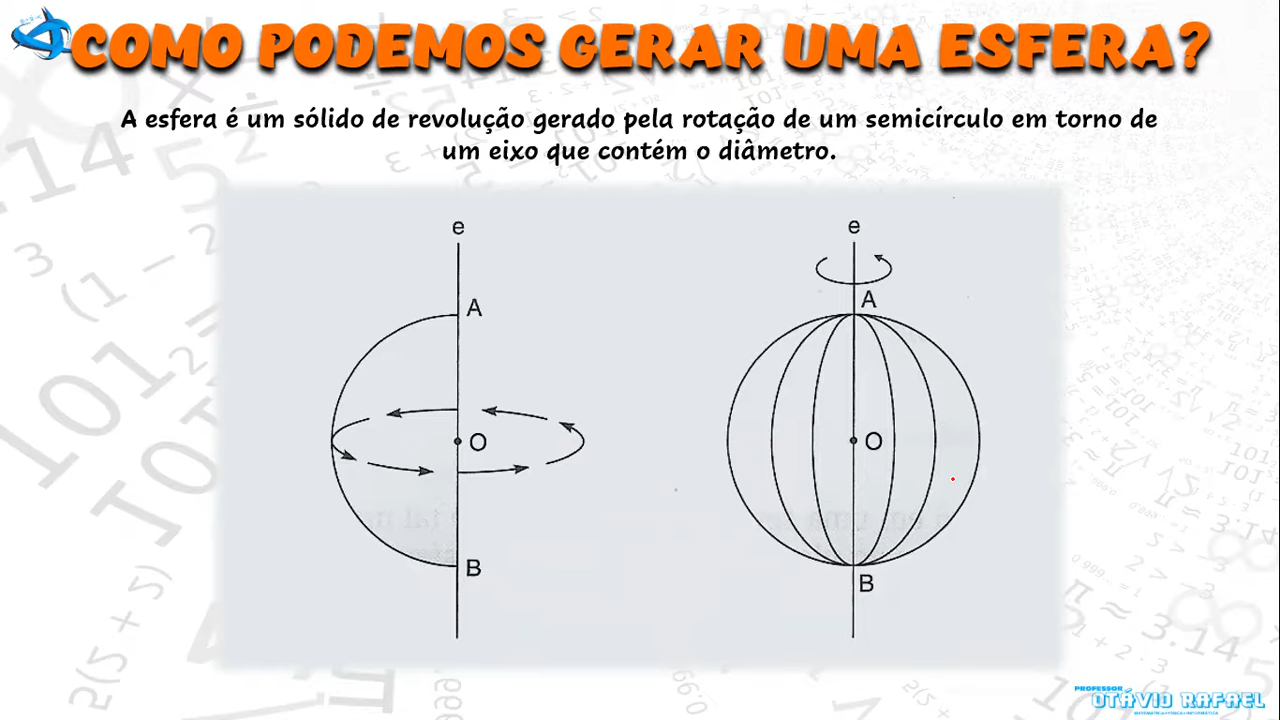 COMO PODEMOS GERAR UMA ESFERA?
A esfera é um sólido de revolução gerado pela rotação de um semicírculo em torno de
um eixo que contém o diâmetro.
e
A
O
B
e
A
O
B
PROFESSOR
OTÁVIO RAFAEL